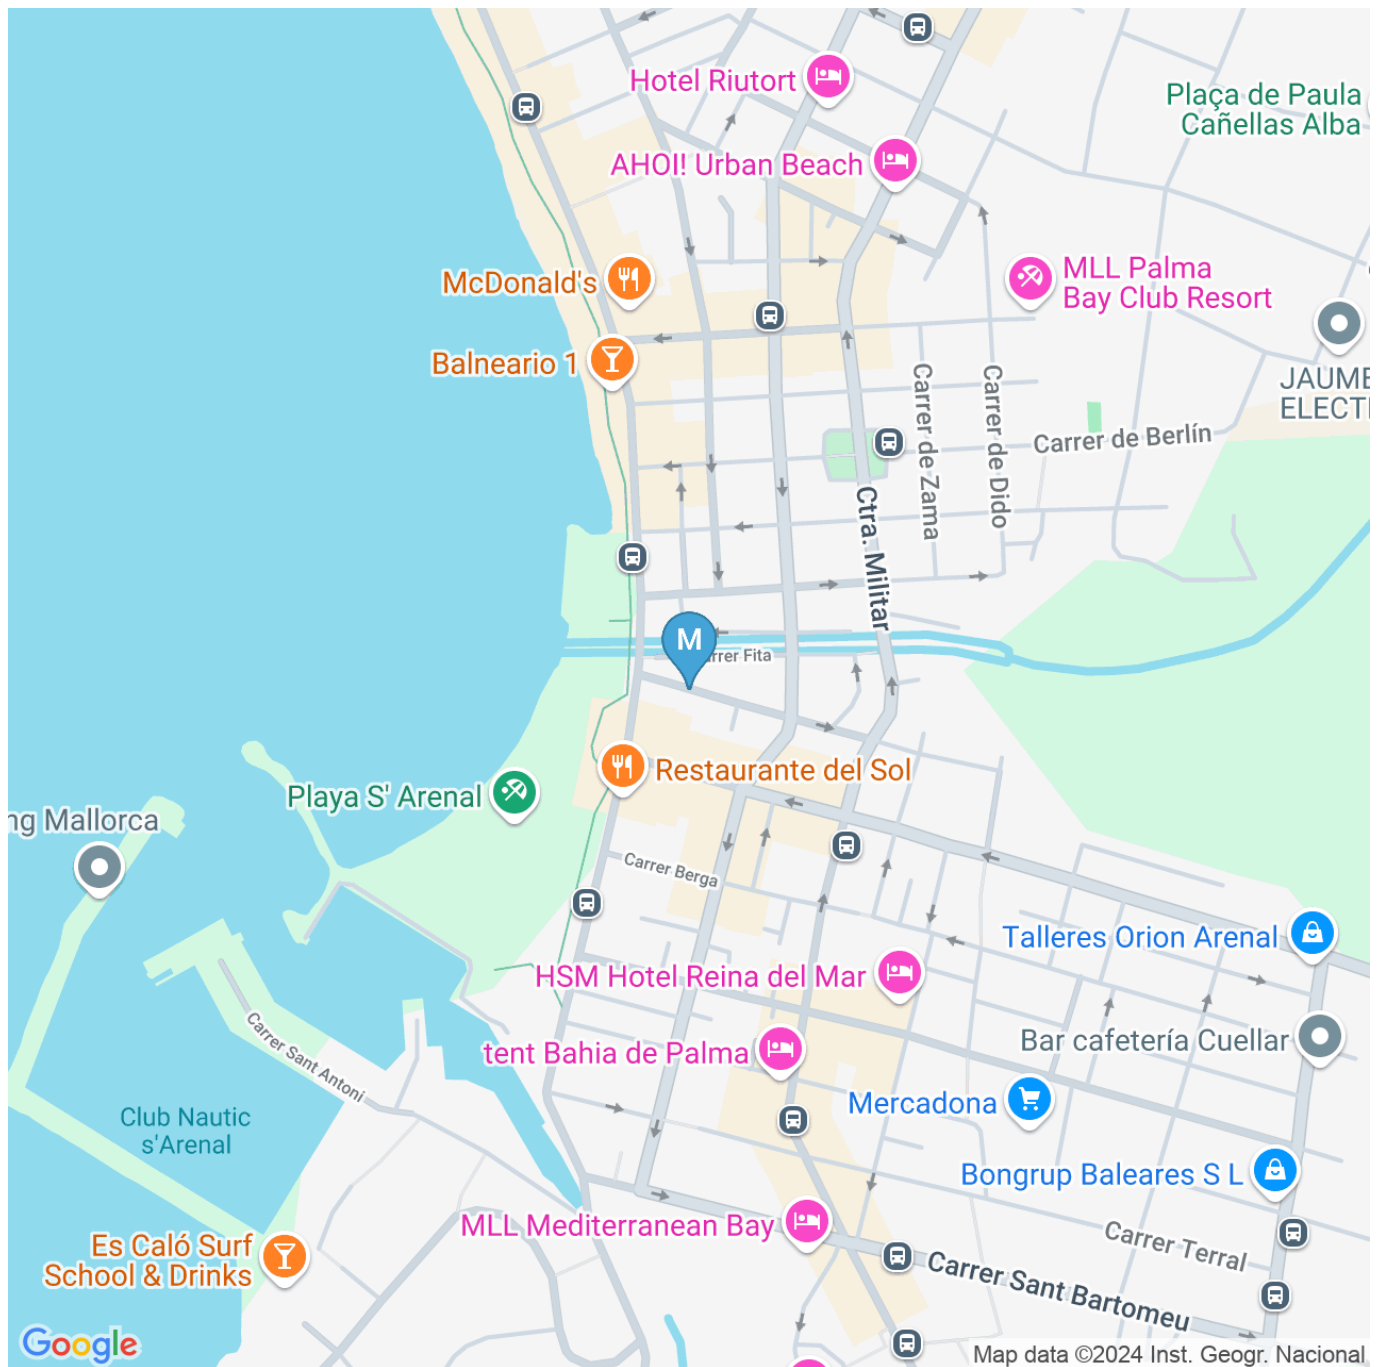 Hotel Riutort
Plaça de Paula
Cañellas Alba
AHOI! Urban Beach
McDonald's
MLL Palma
Bay Club Resort
Balneario 1
JAUME
ELECT
Carrer de Zama
Carrer de Dido
Carrer de Berlín
Ctra. Militar
M
Fita
Restaurante del Sol
Playa S' Arenal
ng Mallorca
Carrer Berga
Talleres Orion Arenal
HSM Hotel Reina del Mar
Carrer Sant Antoni
tent Bahia de Palma
Bar cafetería Cuellar
Mercadona
Club Nautic
s'Arenal
Bongrup Baleares S L
MLL Mediterranean Bay
Es Caló Surf
School & Drinks
Carrer Terral
Carrer Sant Bartomeu
Google
Map data ©2024 Inst. Geogr. Nacional